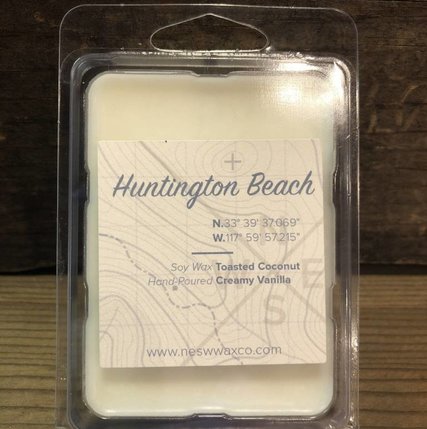 Huntington Beach
N.33° 39' 37.069"
W.117° 59' 57.215"
Soy Wax Toasted Coconut
Hand-Poured Creamy Vanilla
E
S
www.neswwaxco.com